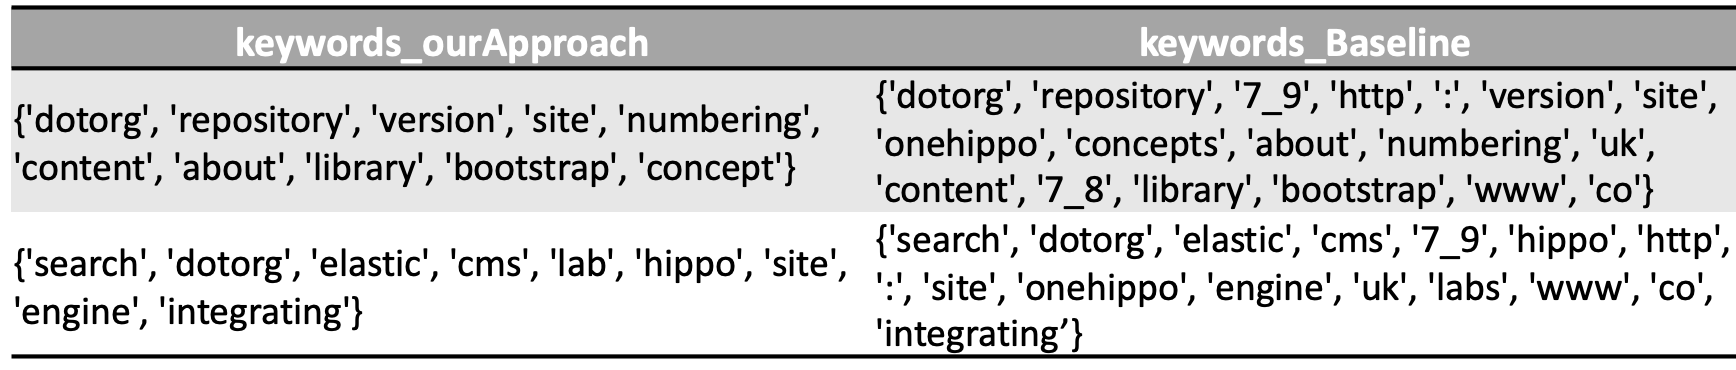 keywords_ourApproach keywords_Baseline
{'dotorg', 'repository', 'version', 'site', 'numbering',
'content', 'about', 'library', 'bootstrap', 'concept'}
{'dotorg', 'repository', '7_9', 'http', ':', 'version', 'site',
'onehippo', 'concepts', 'about', 'numbering', 'uk',
'content', '7_8', 'library', 'bootstrap', 'www', 'co'}
{'search', 'dotorg', 'elastic', 'cms', 'lab', 'hippo', 'site',
'engine', 'integrating'}
{'search', 'dotorg', 'elastic', 'cms', '7_9', 'hippo', 'http',
':', 'site', 'onehippo', 'engine', 'uk', 'labs', 'www', 'co',
'integrating’}